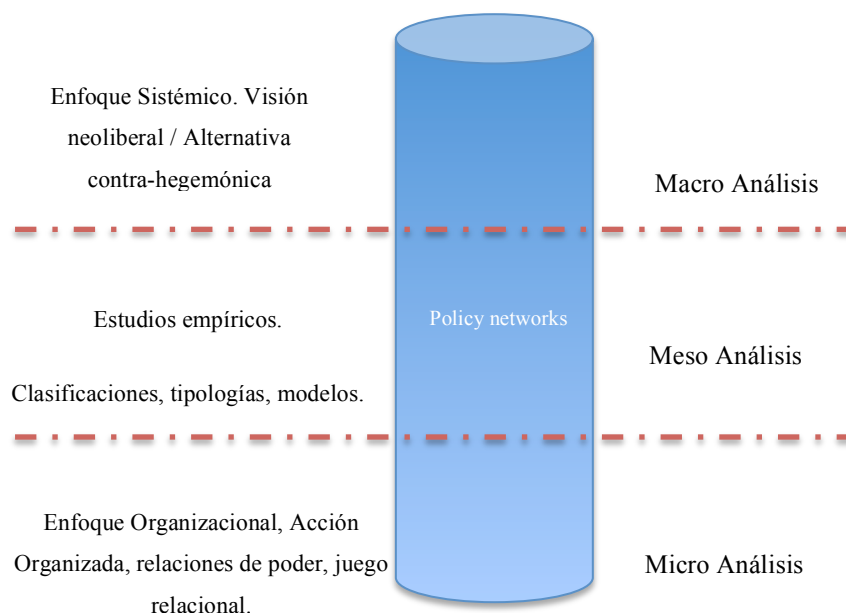 Enfoque Sistémico. Visión
neoliberal / Alternativa
contra-hegemónica
Macro Análisis
Estudios empíricos.
Clasificaciones, tipologías, modelos.
Policy networks
Meso Análisis
Enfoque Organizacional, Acción
Organizada, relaciones de poder, juego
relacional.
Micro Análisis